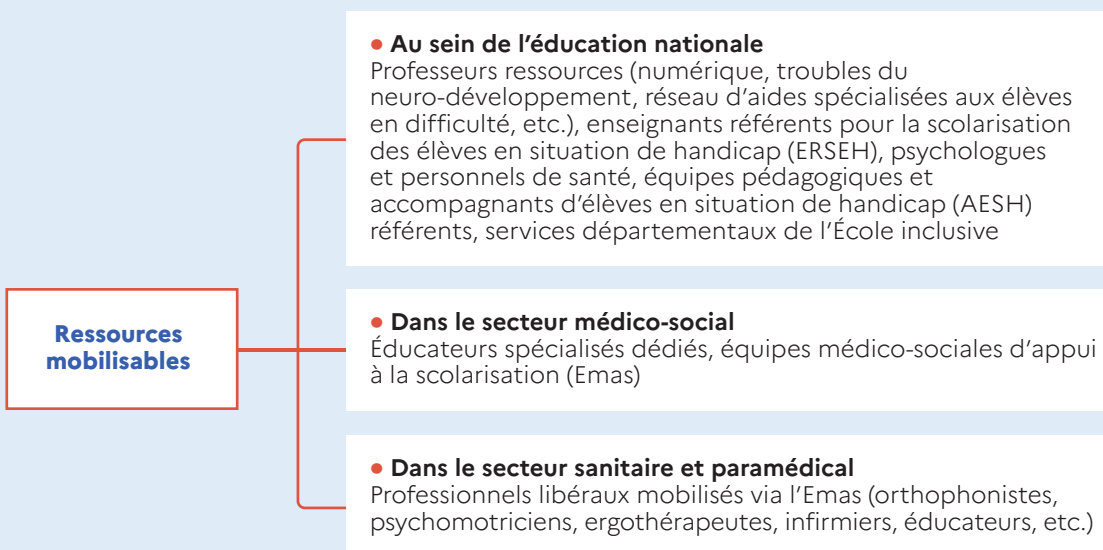 • Au sein de l’éducation nationale
Professeurs ressources (numérique, troubles du
neuro-développement, réseau d’aides spécialisées aux élèves
en difficulté, etc.), enseignants référents pour la scolarisation
des élèves en situation de handicap (ERSEH), psychologues
et personnels de santé, équipes pédagogiques et
accompagnants d’élèves en situation de handicap (AESH)
référents, services départementaux de l’École inclusive
Ressources
mobilisables
• Dans le secteur médico-social
Éducateurs spécialisés dédiés, équipes médico-sociales d’appui
à la scolarisation (Emas)
• Dans le secteur sanitaire et paramédical
Professionnels libéraux mobilisés via l’Emas (orthophonistes,
psychomotriciens, ergothérapeutes, infirmiers, éducateurs, etc.)